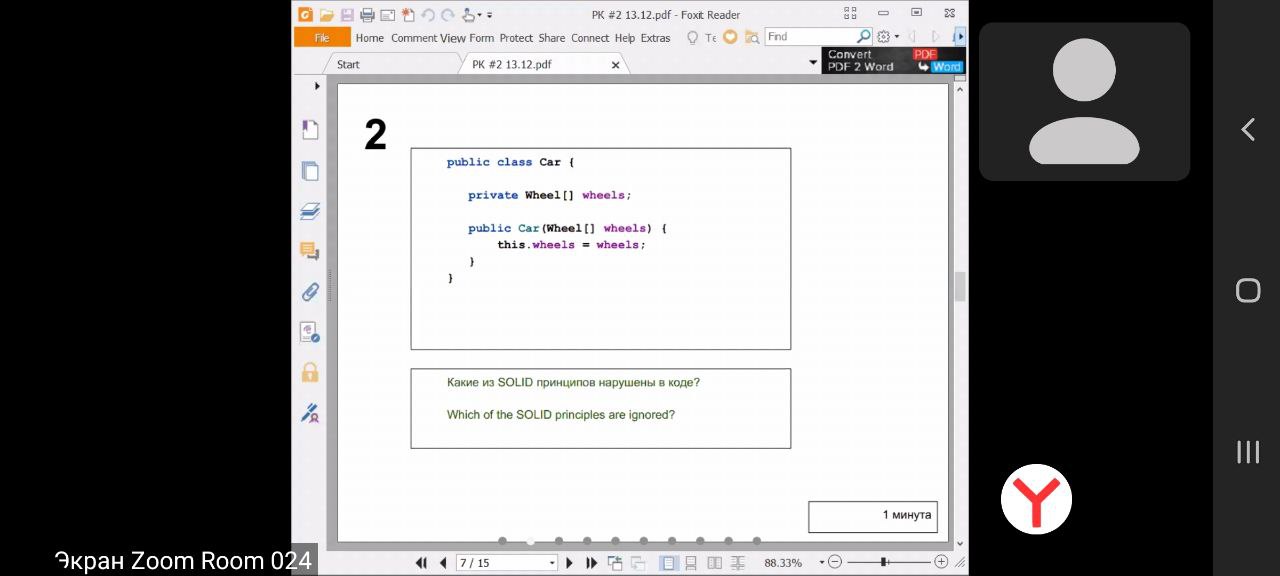 PK #2 13.12.pdf - Foxit Reader
File Home Comment View Form Protect Share Connect Help Extras Te Find
Start PK #2 13.12.pdf
Convert PDF
PDF 2 Word Word
2
public class Car {
private Wheel[] wheels;
public Car(Wheel[] wheels) {
this.wheels = wheels;
}
}
Какие из SOLID принципов нарушены в коде?
Which of the SOLID principles are ignored?
1 минута
7 / 15 88.33%
Экран Zoom Room 024